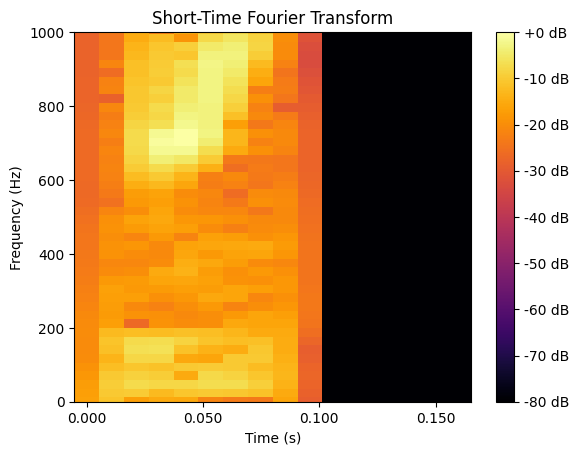 Short-Time Fourier Transform
1000
800
600
400
200
0
Frequency (Hz)
0.000
0.050
0.100
0.150
Time (s)
+0 dB
-10 dB
-20 dB
-30 dB
-40 dB
-50 dB
-60 dB
-70 dB
-80 dB